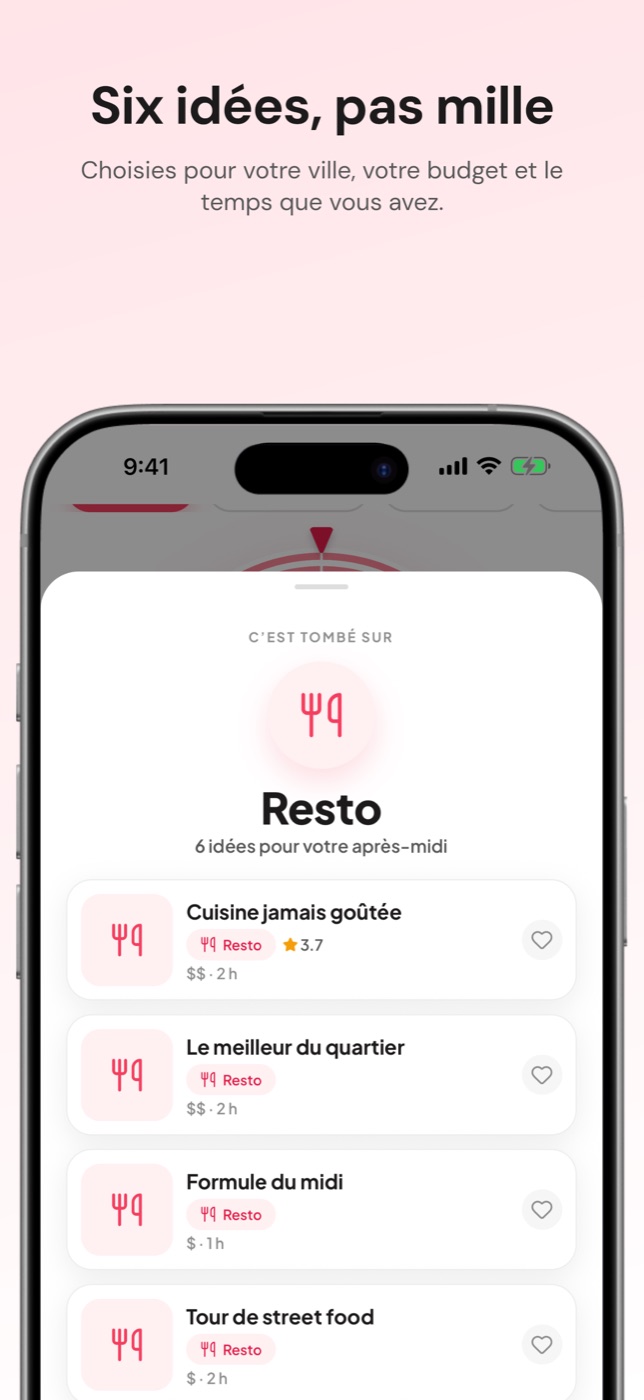 Six idées, pas mille
Choisies pour votre ville, votre budget et le
temps que vous avez.
9:41
C'EST TOMBÉ SUR
Resto
6 idées pour votre après-midi
Cuisine jamais goûtée
Resto 3.7
$$ · 2 h
Le meilleur du quartier
Resto
$$ · 2 h
Formule du midi
Resto
$ · 1 h
Tour de street food
Resto
$ · 2 h